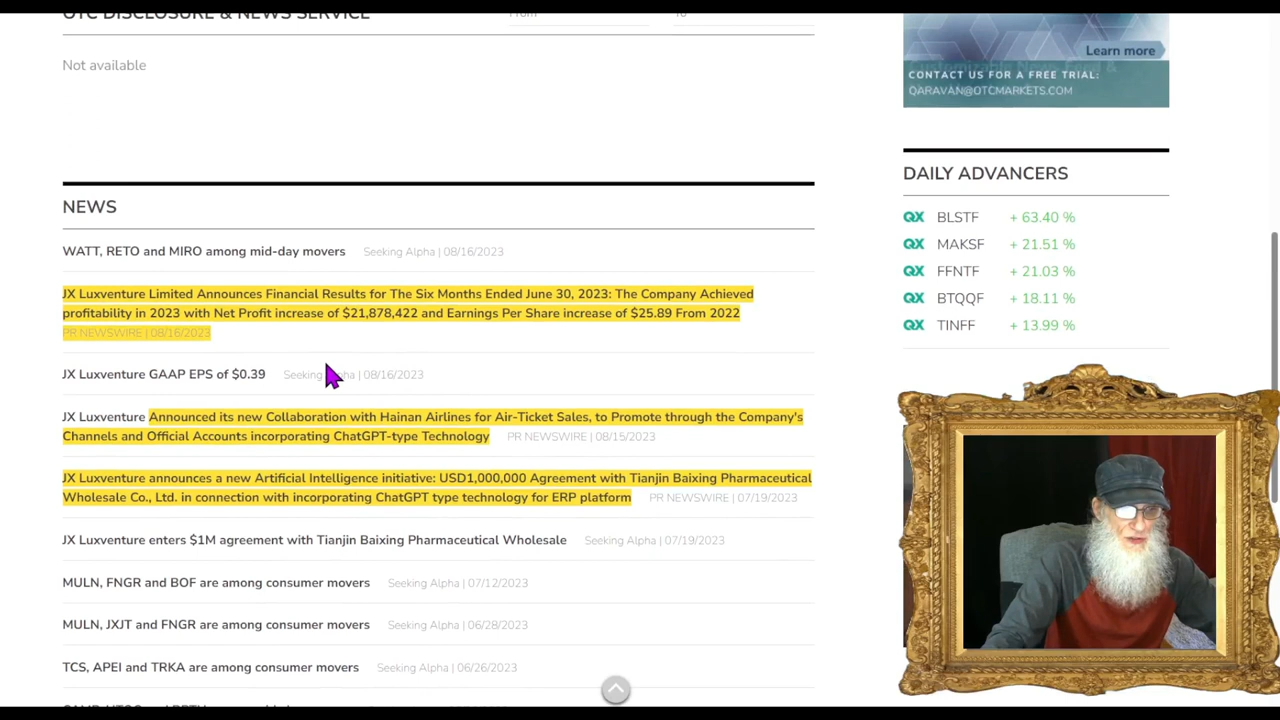 OTC DISCLOSURE & NEWS SERVICE
Not available
NEWS
WATT, RETO and MIRO among mid-day movers Seeking Alpha | 08/16/2023
JX Luxventure Limited Announces Financial Results for The Six Months Ended June 30, 2023: The Company Achieved
profitability in 2023 with Net Profit increase of $21,878,422 and Earnings Per Share increase of $25.89 From 2022
PR NEWSWIRE | 08/16/2023
JX Luxventure GAAP EPS of $0.39 Seeking Alpha | 08/16/2023
JX Luxventure Announced its new Collaboration with Hainan Airlines for Air-Ticket Sales, to Promote through the Company's
Channels and Official Accounts incorporating ChatGPT-type Technology PR NEWSWIRE | 08/15/2023
JX Luxventure announces a new Artificial Intelligence initiative: USD1,000,000 Agreement with Tianjin Baixing Pharmaceutical
Wholesale Co., Ltd. in connection with incorporating ChatGPT type technology for ERP platform PR NEWSWIRE | 07/19/2023
JX Luxventure enters $1M agreement with Tianjin Baixing Pharmaceutical Wholesale Seeking Alpha | 07/19/2023
MULN, FNGR and BOF are among consumer movers Seeking Alpha | 07/12/2023
MULN, JXJT and FNGR are among consumer movers Seeking Alpha | 06/28/2023
TCS, APEI and TRKA are among consumer movers Seeking Alpha | 06/26/2023
Learn more
CONTACT US FOR A FREE TRIAL:
QARAVAN@OTCMARKETS.COM
DAILY ADVANCERS
QX BLSTF + 63.40 %
QX MAKSF + 21.51 %
QX FFNTF + 21.03 %
QX BTQQF + 18.11 %
QX TINFF + 13.99 %